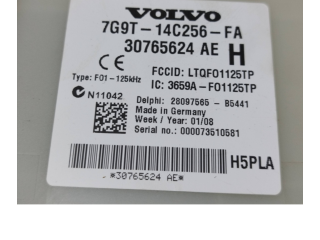 VOLVO
7G9T-14C256-FA
30765624 AE H
CE FCCID: LTQFO1125TP
Type: FO1-125kHz IC: 3659A-FO1125TP
N11042 Delphi: 28097565-B5441
Made in Germany
Week / Year: 01/08
Serial no.: 000073510581
H5PLA
*30765624 AE*